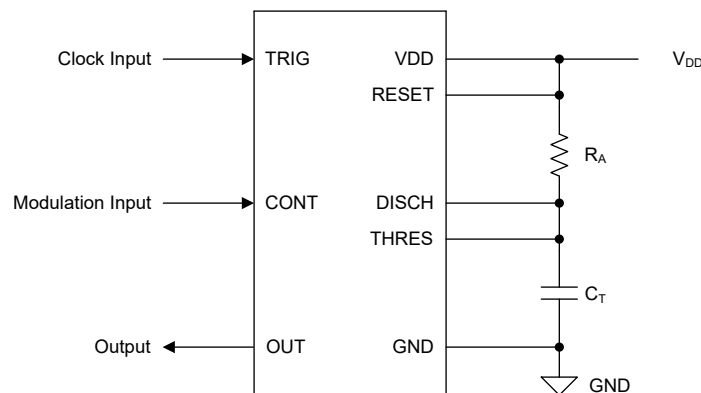 Clock Input TRIG VDD V_DD
RESET
R_A
Modulation Input CONT DISCH
THRES
C_T
Output OUT GND
GND